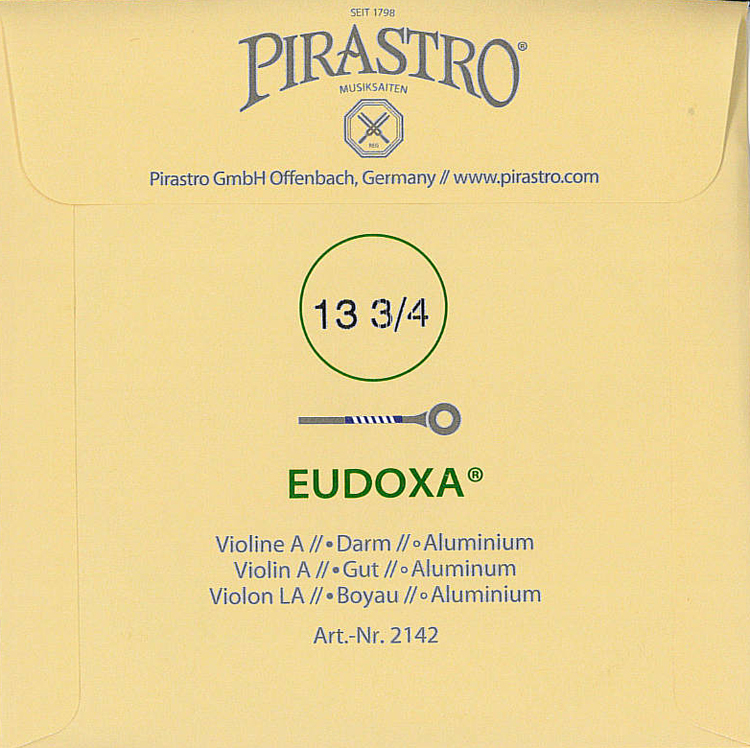 SEIT 1798
PIRASTRO®
MUSIKSAITEN
REG
Pirastro GmbH Offenbach, Germany // www.pirastro.com
13 3/4
EUDOXA®
Violine A //•Darm //∘Aluminium
Violin A //•Gut //∘Aluminum
Violon LA //•Boyau //∘Aluminium
Art.-Nr. 2142